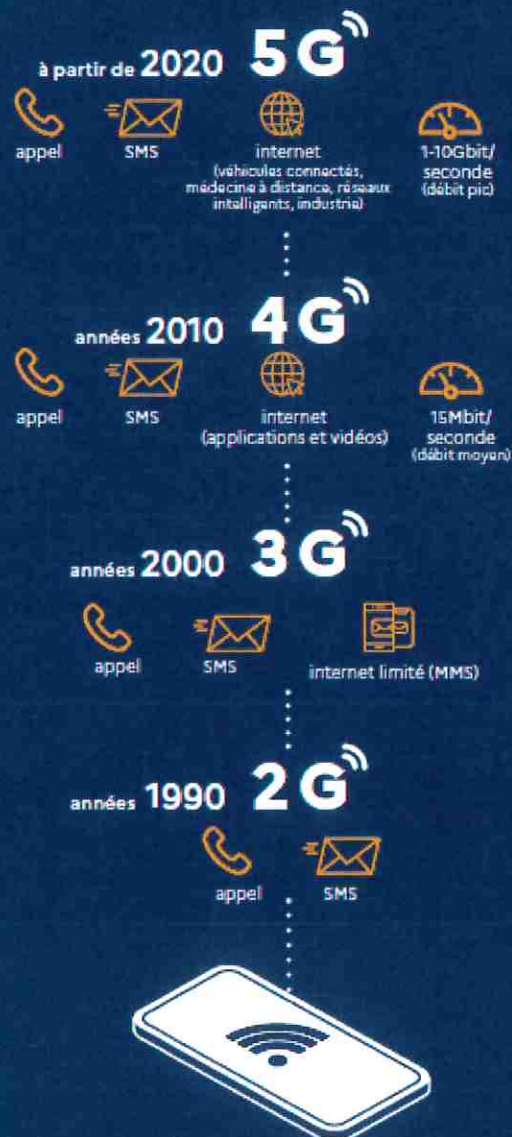 à partir de 2020 5G
appel
SMS
internet
(véhicules connectés,
médecine à distance, réseaux
intelligents, industrie)
1-10Gbit/
seconde
(débit pic)
années 2010 4G
appel
SMS
internet
(applications et vidéos)
15Mbit/
seconde
(débit moyen)
années 2000 3G
appel
SMS
internet limité (MMS)
années 1990 2G
appel
SMS